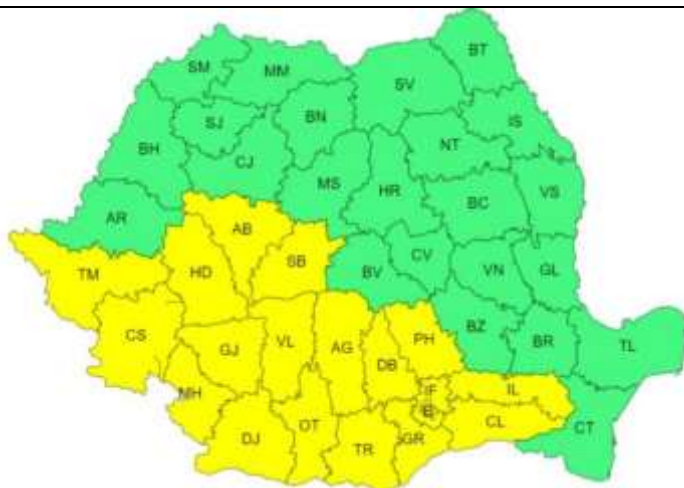 BT
SM MM SV
IS
SJ BN NT
BH CJ
MS HR BC VS
AR AB
TM HD SB BV CV VN GL
CS GJ VL AG DB PH BZ BR TL
MH IF IL
B
DJ OT TR GR CL CT